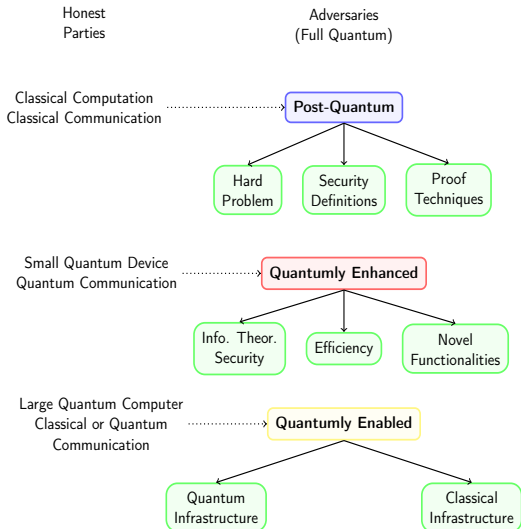 Honest
Parties
Adversaries
(Full Quantum)
Classical Computation
Classical Communication
Post-Quantum
Hard
Problem
Security
Definitions
Proof
Techniques
Small Quantum Device
Quantum Communication
Quantumly Enhanced
Info. Theor.
Security
Efficiency
Novel
Functionalities
Large Quantum Computer
Classical or Quantum
Communication
Quantumly Enabled
Quantum
Infrastructure
Classical
Infrastructure